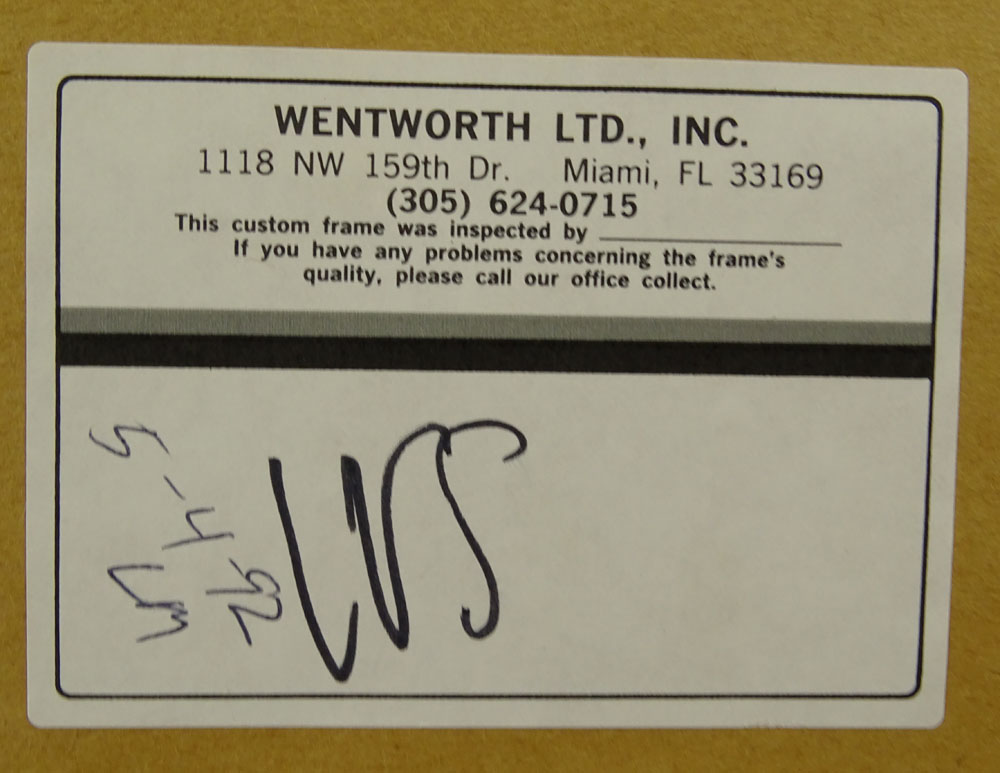 WENTWORTH LTD., INC.
1118 NW 159th Dr. Miami, FL 33169
(305) 624-0715
This custom frame was inspected by
If you have any problems concerning the frame's
quality, please call our office collect.
5-4-92